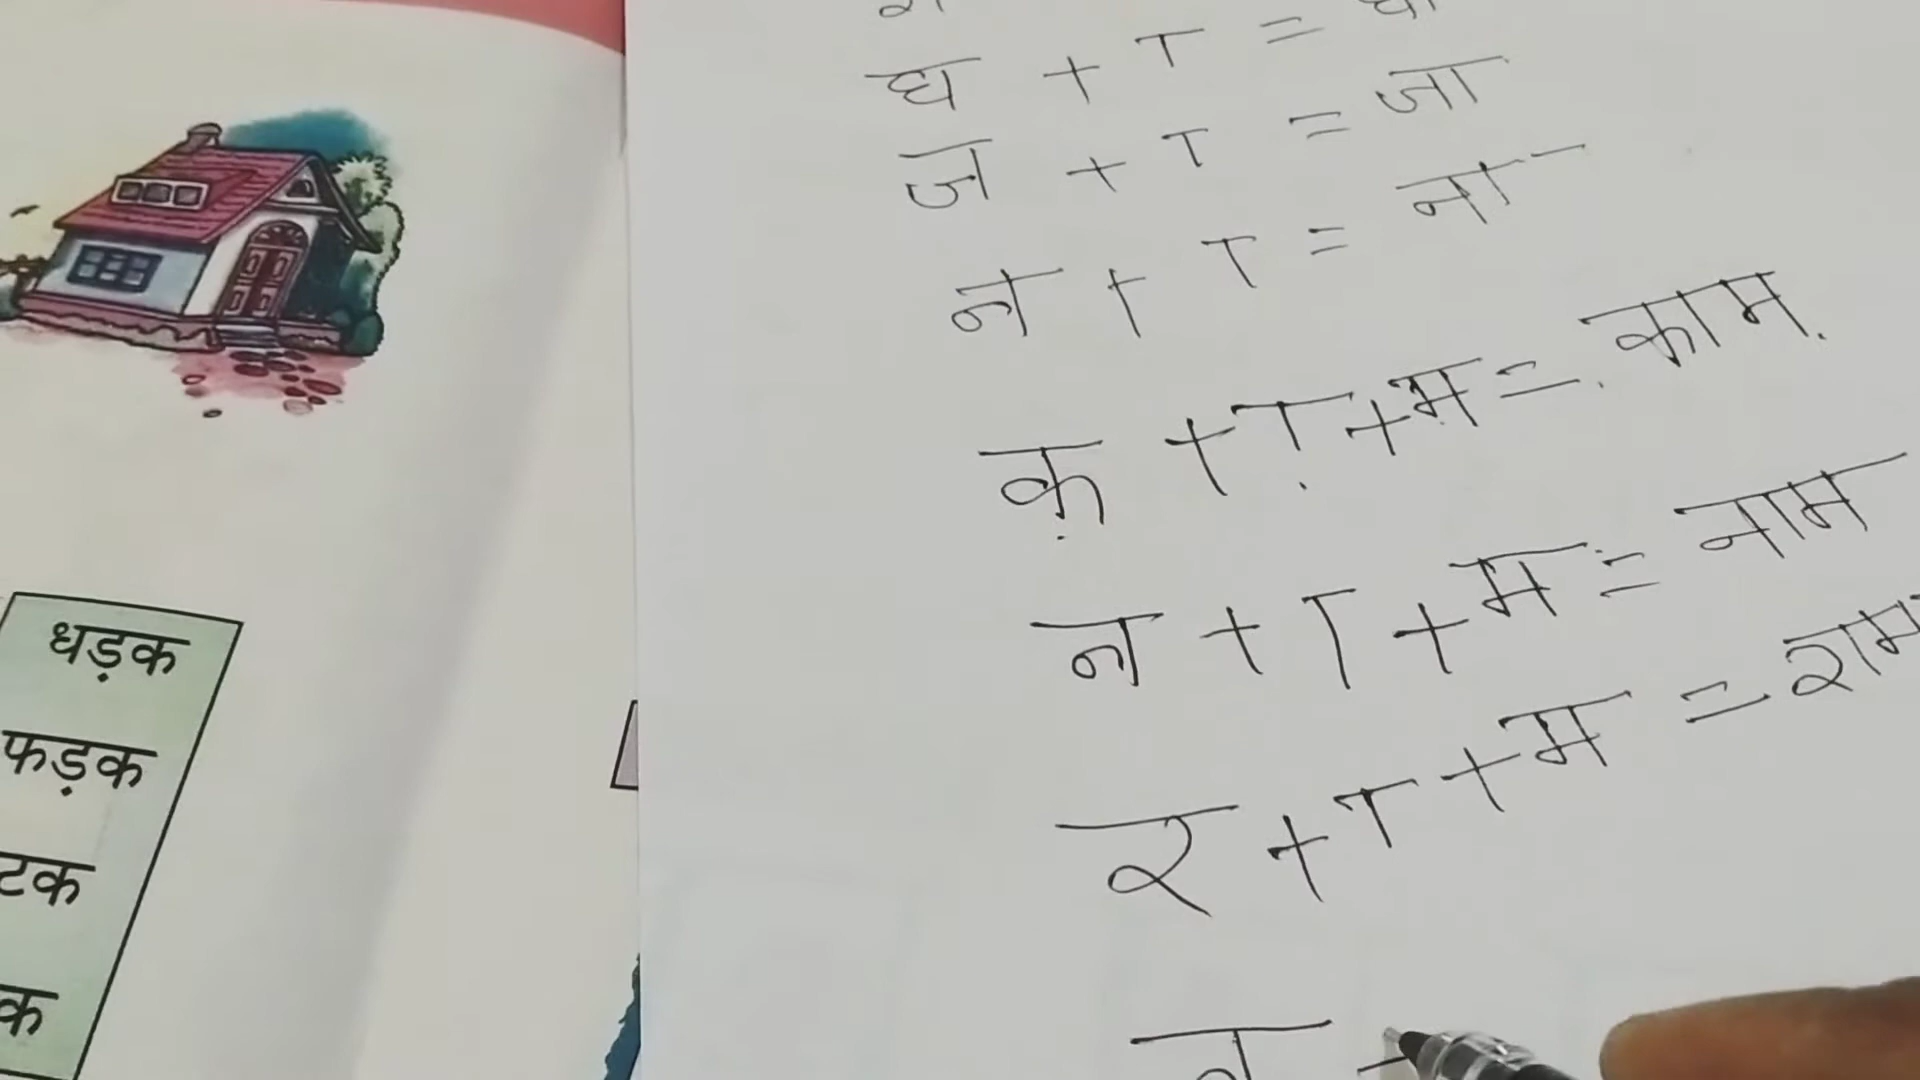 धड़क
फड़क
टक
क
घ + ा =
ज + ा = जा
न + ा = ना
क + ा + म = काम
न + ा + म = नाम
र + ा + म = राम